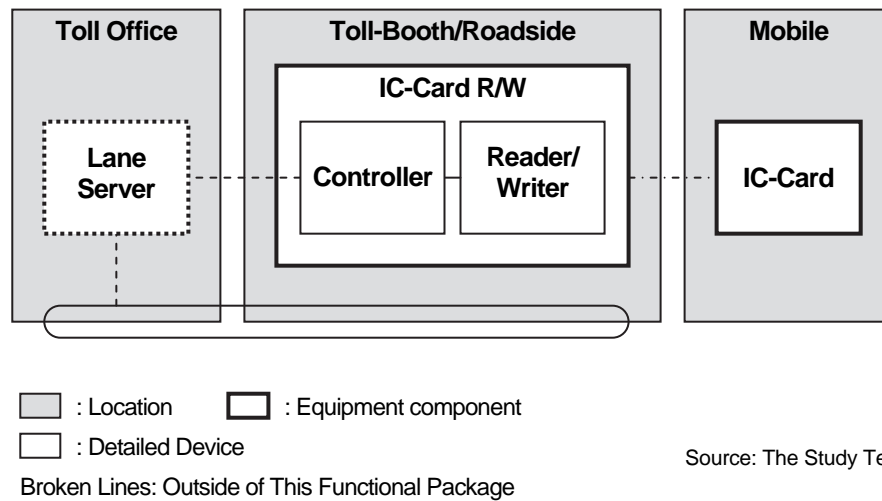 Toll Office
Toll-Booth/Roadside
Mobile
IC-Card R/W
Lane
Server
Controller
Reader/
Writer
IC-Card
: Location
: Equipment component
: Detailed Device
Source: The Study Te
Broken Lines: Outside of This Functional Package